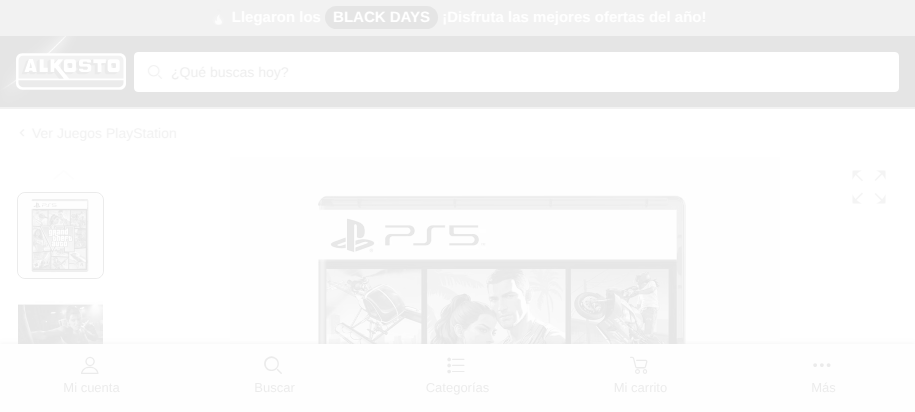 Llegaron los BLACK DAYS ¡Disfruta las mejores ofertas del año!
ALKOSTO
¿Qué buscas hoy?
Ver Juegos PlayStation
PS5
Mi cuenta
Buscar
Categorías
Mi carrito
Más